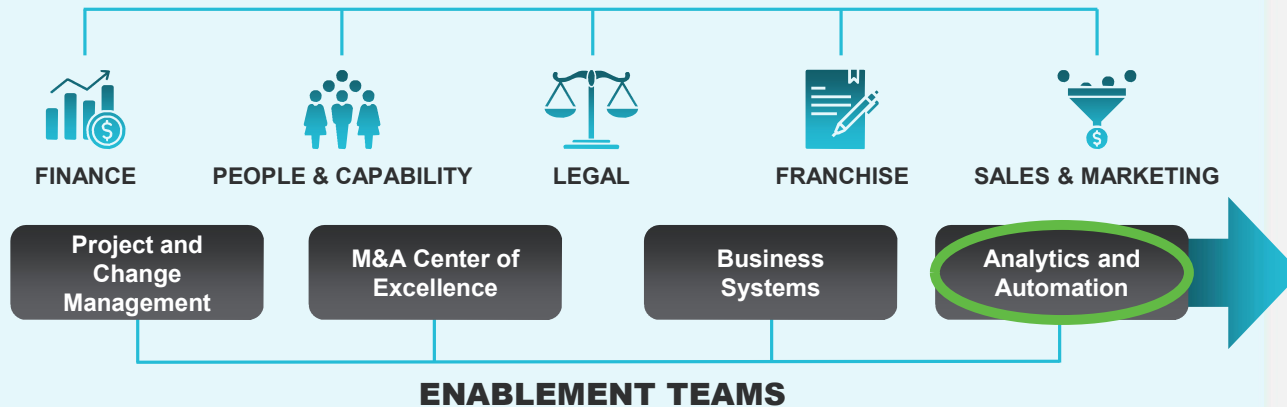 $
$
FINANCE
PEOPLE & CAPABILITY
LEGAL
FRANCHISE
SALES & MARKETING
Project and
Change
Management
M&A Center of
Excellence
Business
Systems
Analytics and
Automation
ENABLEMENT TEAMS